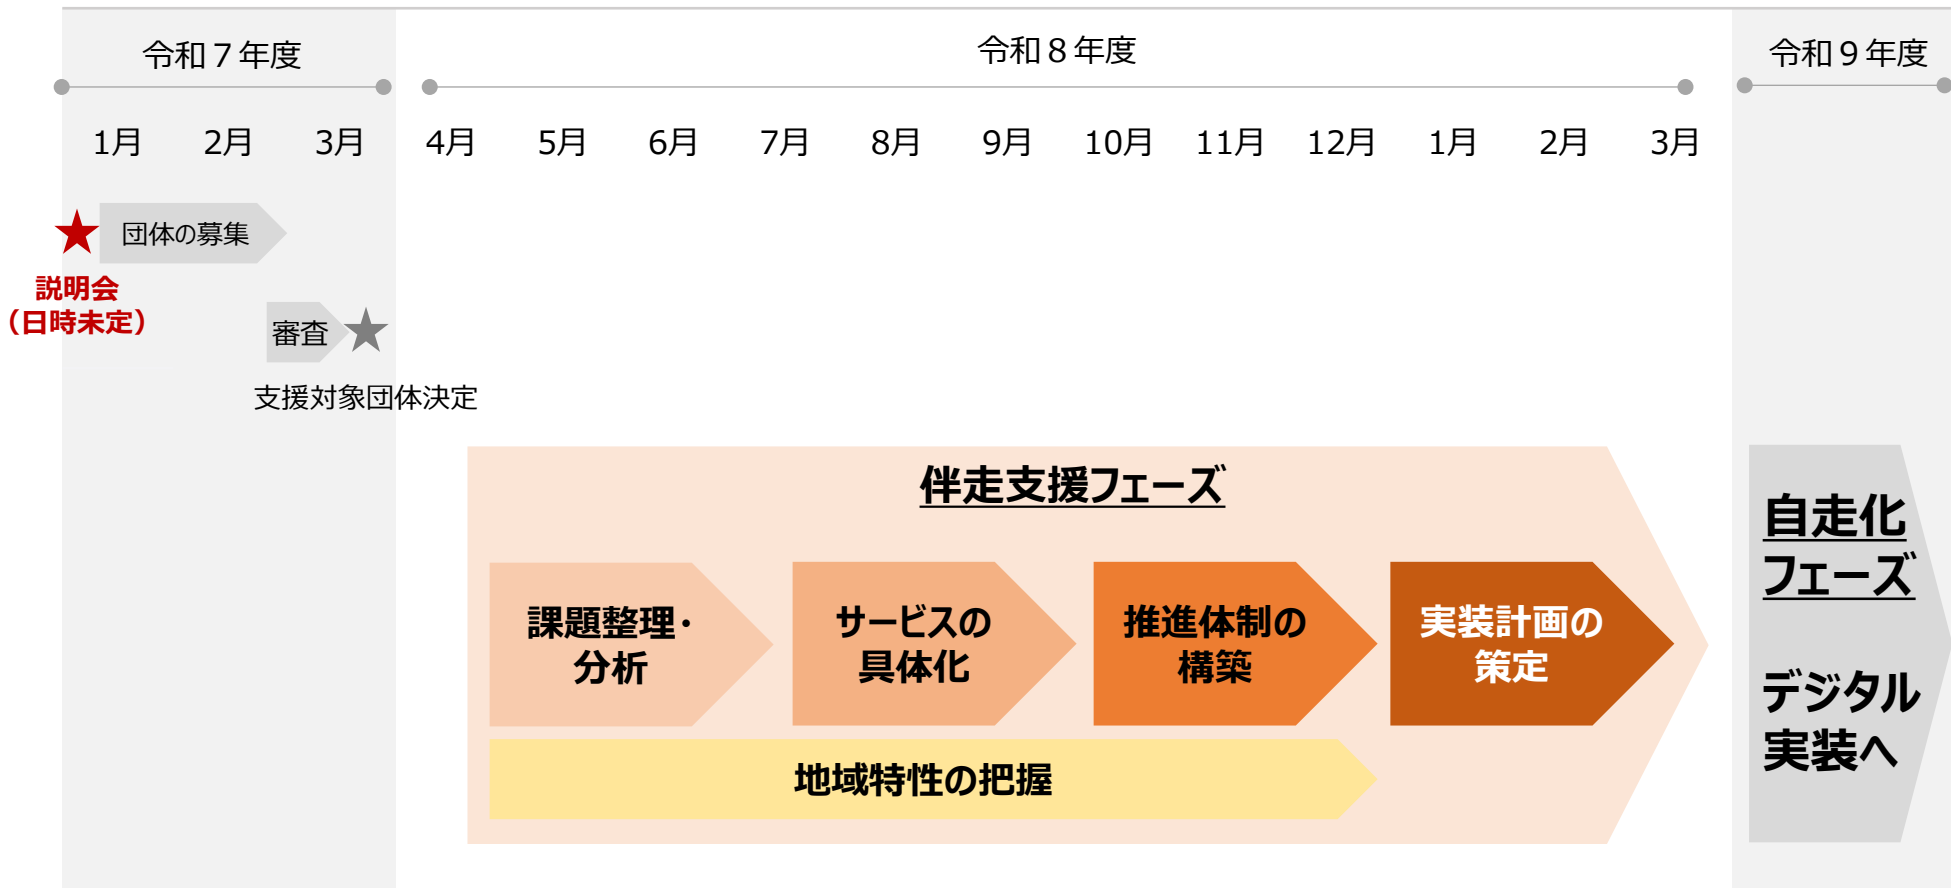 令和７年度
令和８年度
令和９年度
1月 2月 3月 4月 5月 6月 7月 8月 9月 10月 11月 12月 1月 2月 3月
団体の募集
説明会
（日時未定）
審査
支援対象団体決定
伴走支援フェーズ
課題整理・
分析
サービスの
具体化
推進体制の
構築
実装計画の
策定
地域特性の把握
自走化
フェーズ
デジタル
実装へ